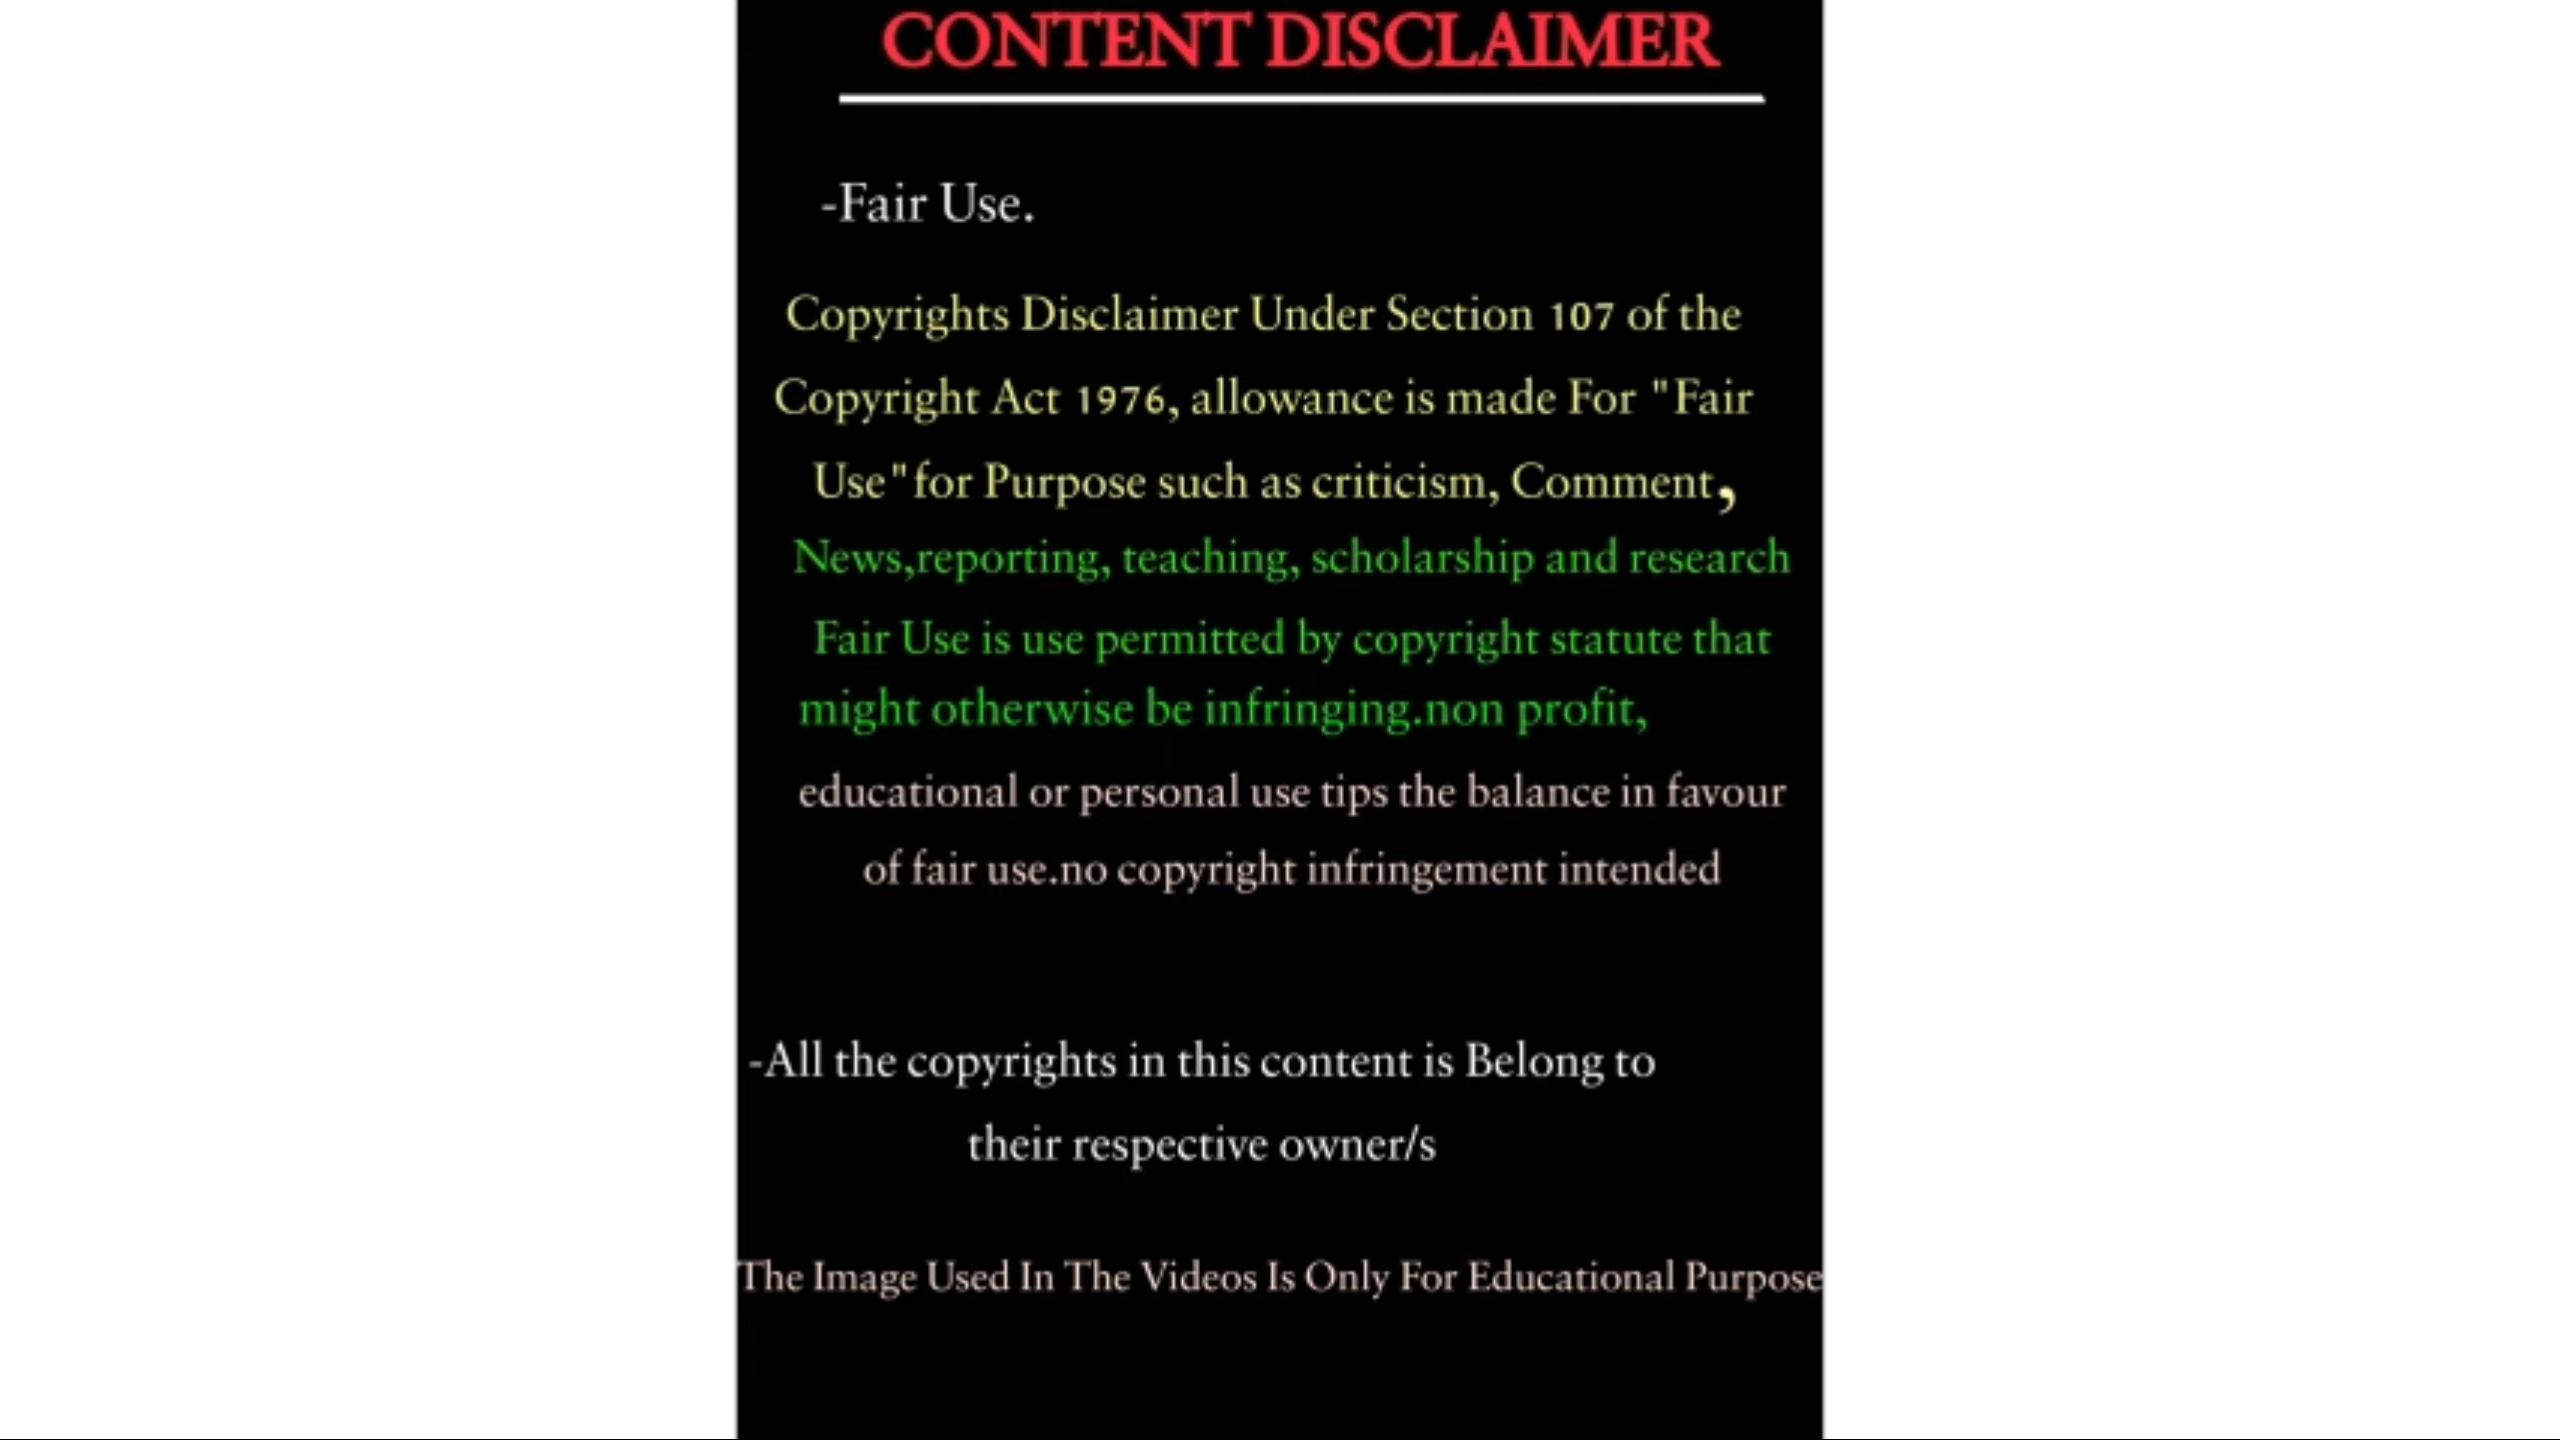 CONTENT DISCLAIMER
-Fair Use.
Copyrights Disclaimer Under Section 107 of the
Copyright Act 1976, allowance is made For "Fair
Use"for Purpose such as criticism, Comment,
News,reporting, teaching, scholarship and research
Fair Use is use permitted by copyright statute that
might otherwise be infringing.non profit,
educational or personal use tips the balance in favour
of fair use.no copyright infringement intended
-All the copyrights in this content is Belong to
their respective owner/s
The Image Used In The Videos Is Only For Educational Purpose